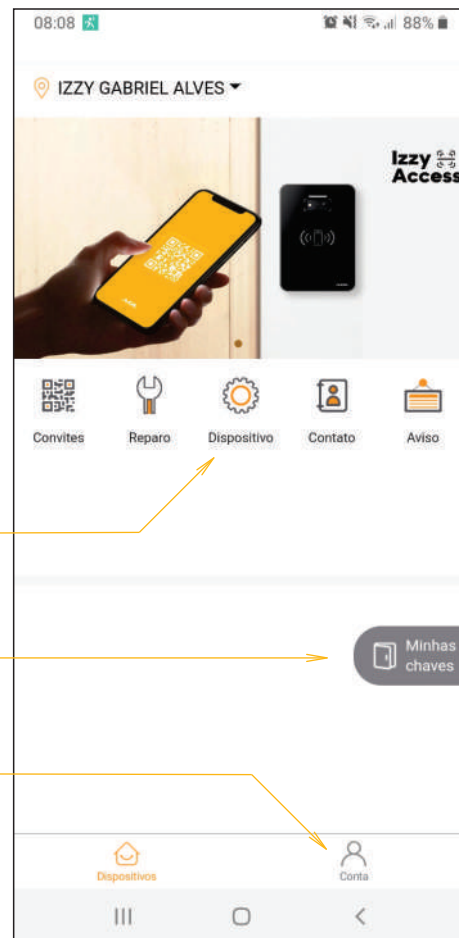 08:08 88%
IZZY GABRIEL ALVES
Izzy
Access
Convites Reparo Dispositivo Contato Aviso
Minhas
chaves
Dispositivos Conta